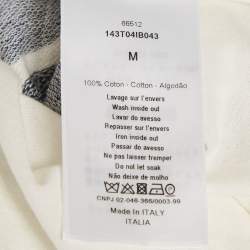 66512
143T04IB043
M
100% Coton - Cotton - Algodão
Lavage sur l'envers
Wash inside out
Lavar do avesso
Repasser sur l'envers
Iron inside out
Passar do avesso
Ne pas laisser tremper
Do not let soak
Não deixe de molho
CNPJ 02-046-366/0003-99
Made In ITALY
ITALIA